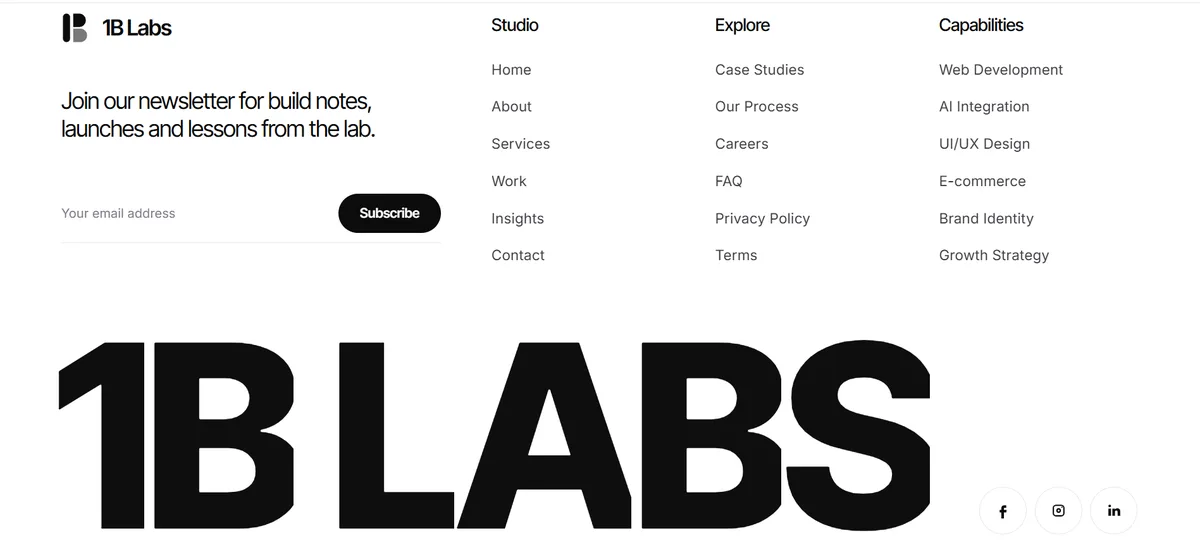 1B Labs
Join our newsletter for build notes,
launches and lessons from the lab.
Your email address
Subscribe
Studio
Home
About
Services
Work
Insights
Contact
Explore
Case Studies
Our Process
Careers
FAQ
Privacy Policy
Terms
Capabilities
Web Development
AI Integration
UI/UX Design
E-commerce
Brand Identity
Growth Strategy
1B LABS